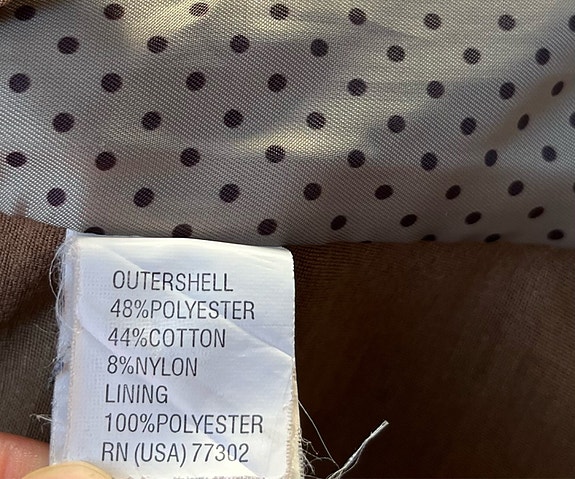 OUTERSHELL
48%POLYESTER
44%COTTON
8%NYLON
LINING
100%POLYESTER
RN (USA) 77302